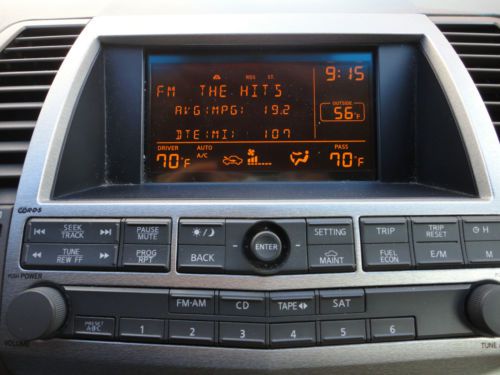 RDS ST 9:15
FM THE HITS
AVG:MPG: 19.2
OUTSIDE
56°F
DTE:MI: 107
DRIVER AUTO PASS
70°F A/C 70°F
SEEK TRACK PAUSE MUTE SETTING TRIP TRIP RESET H
ENTER
TUNE REW FF PROG RPT BACK MAINT FUEL ECON. E/M M
PUSH POWER
FM·AM CD TAPE SAT
PRESET A·B·C 1 2 3 4 5 6
VOLUME TUNE